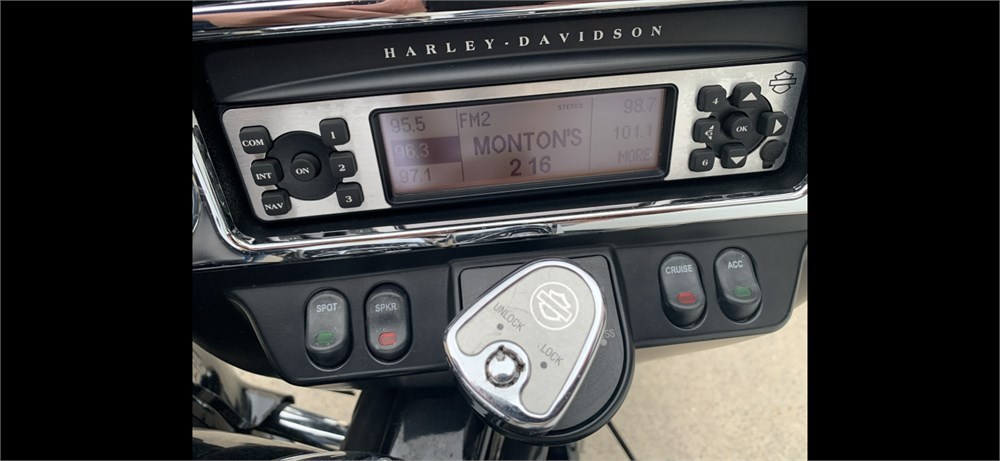 HARLEY-DAVIDSON
COM
INT
NAV
ON
1
2
3
95.5
96.3
97.1
FM2
STEREO
MONTON'S
2 16
98.7
101.1
MORE
4
6
OK
SPOT
SPKR
UNLOCK
LOCK
CRUISE
ACC